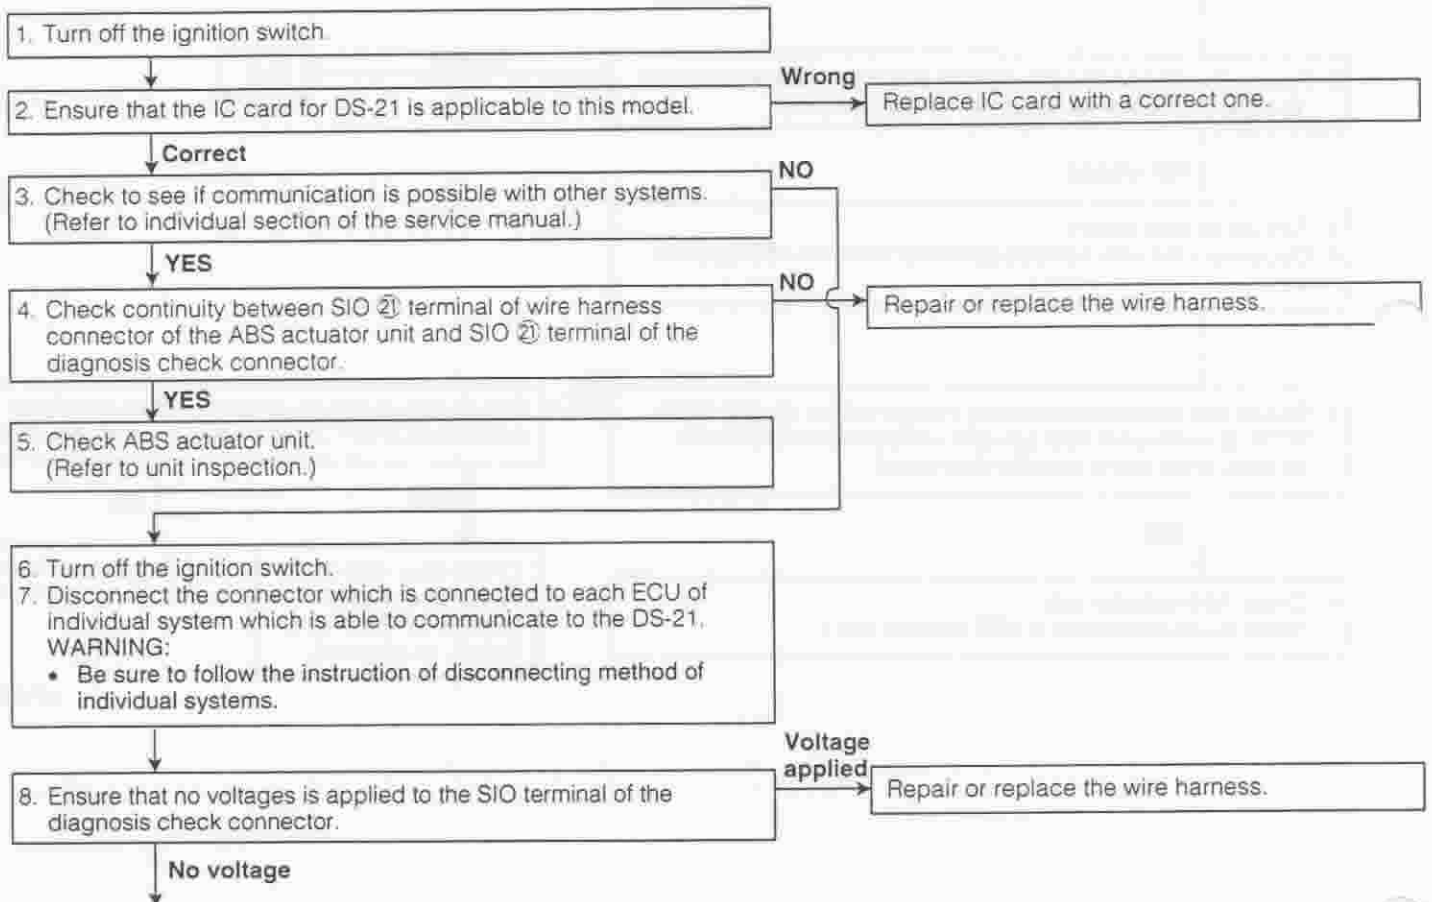 1. Turn off the ignition switch.
2. Ensure that the IC card for DS-21 is applicable to this model.
Wrong
Replace IC card with a correct one.
Correct
3. Check to see if communication is possible with other systems.
(Refer to individual section of the service manual.)
NO
YES
4. Check continuity between SIO ㉑ terminal of wire harness
connector of the ABS actuator unit and SIO ㉑ terminal of the
diagnosis check connector.
NO
Repair or replace the wire harness.
YES
5. Check ABS actuator unit.
(Refer to unit inspection.)
6. Turn off the ignition switch.
7. Disconnect the connector which is connected to each ECU of
individual system which is able to communicate to the DS-21.
WARNING:
• Be sure to follow the instruction of disconnecting method of
individual systems.
8. Ensure that no voltages is applied to the SIO terminal of the
diagnosis check connector.
Voltage
applied
Repair or replace the wire harness.
No voltage